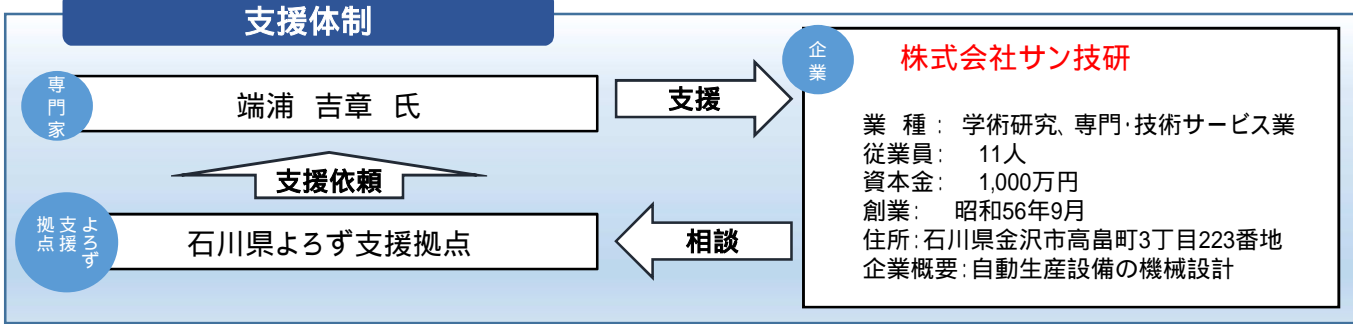 支援体制
専門家
端浦 吉章 氏
支援
支援依頼
よろず支援拠点
石川県よろず支援拠点
相談
企業
株式会社サン技研
業 種： 学術研究、専門・技術サービス業
従業員： 11人
資本金： 1,000万円
創業： 昭和56年9月
住所：石川県金沢市高畠町3丁目223番地
企業概要：自動生産設備の機械設計